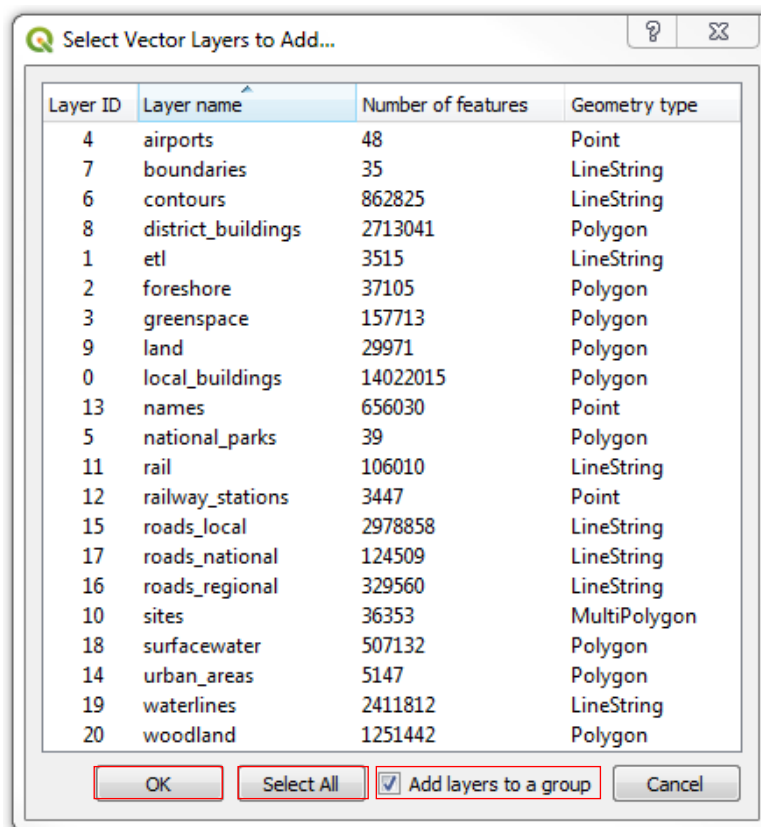 Select Vector Layers to Add...
Layer ID Layer name Number of features Geometry type
4 airports 48 Point
7 boundaries 35 LineString
6 contours 862825 LineString
8 district_buildings 2713041 Polygon
1 etl 3515 LineString
2 foreshore 37105 Polygon
3 greenspace 157713 Polygon
9 land 29971 Polygon
0 local_buildings 14022015 Polygon
13 names 656030 Point
5 national_parks 39 Polygon
11 rail 106010 LineString
12 railway_stations 3447 Point
15 roads_local 2978858 LineString
17 roads_national 124509 LineString
16 roads_regional 329560 LineString
10 sites 36353 MultiPolygon
18 surfacewater 507132 Polygon
14 urban_areas 5147 Polygon
19 waterlines 2411812 LineString
20 woodland 1251442 Polygon
OK Select All Add layers to a group Cancel